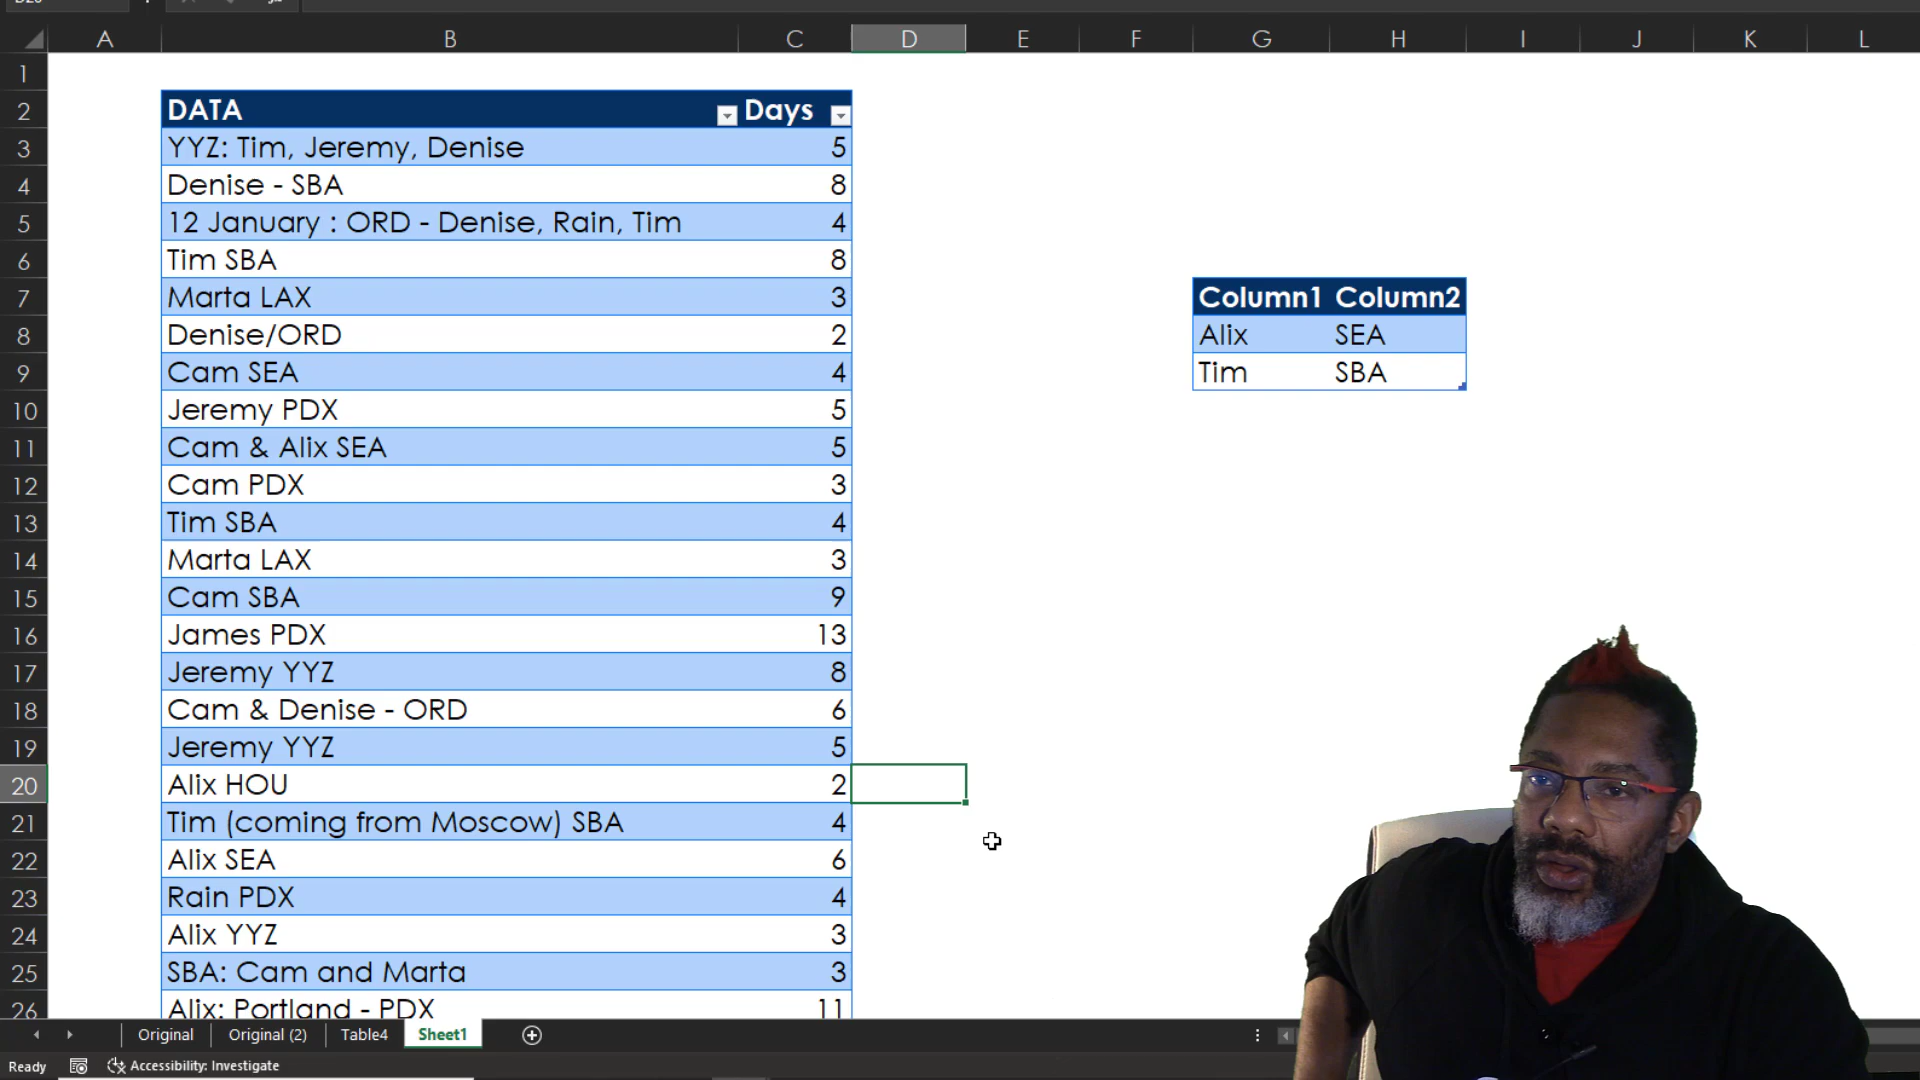 A B C D E F G H I J K L
1
2 DATA Days
3 YYZ: Tim, Jeremy, Denise 5
4 Denise - SBA 8
5 12 January : ORD - Denise, Rain, Tim 4
6 Tim SBA 8
7 Marta LAX 3 Column1 Column2
8 Denise/ORD 2 Alix SEA
9 Cam SEA 4 Tim SBA
10 Jeremy PDX 5
11 Cam & Alix SEA 5
12 Cam PDX 3
13 Tim SBA 4
14 Marta LAX 3
15 Cam SBA 9
16 James PDX 13
17 Jeremy YYZ 8
18 Cam & Denise - ORD 6
19 Jeremy YYZ 5
20 Alix HOU 2
21 Tim (coming from Moscow) SBA 4
22 Alix SEA 6
23 Rain PDX 4
24 Alix YYZ 3
25 SBA: Cam and Marta 3
26 Alix: Portland - PDX 11
Original Original (2) Table4 Sheet1
Ready Accessibility: Investigate